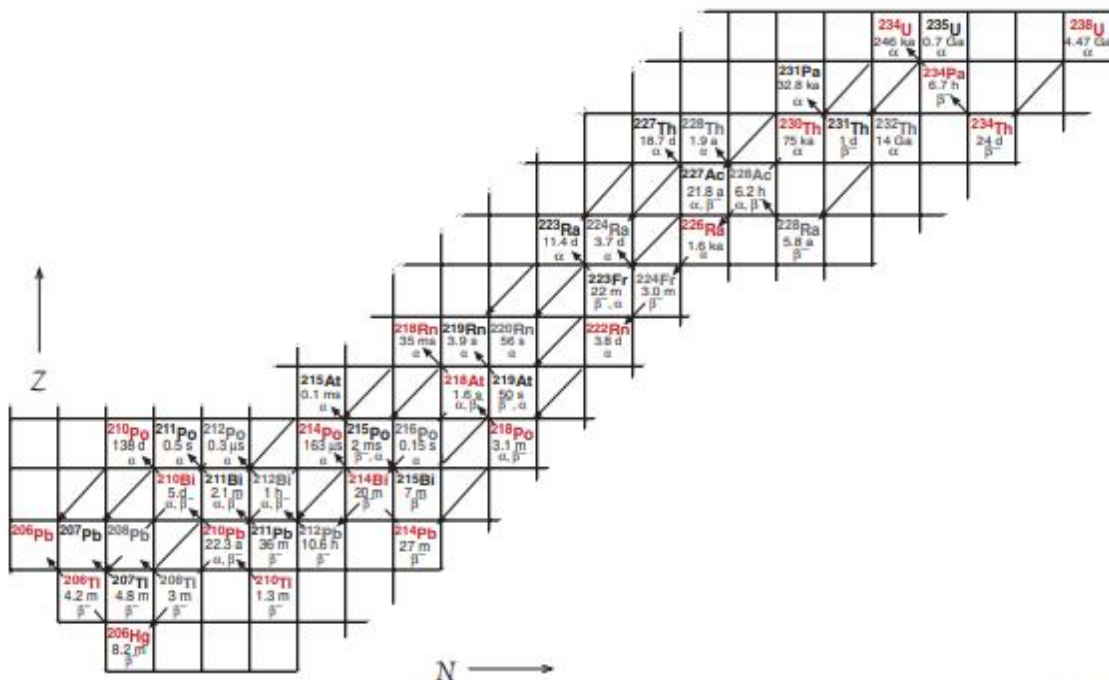 234U 235U 238U
246 ka 0.7 Ga 4.47 Ga
α α α
231Pa 234Pa
32.8 ka 6.7 h
α β−
227Th 228Th 230Th 231Th 232Th 234Th
18.7 d 1.9 a 75 ka 1 d 14 Ga 24 d
α α α β− α β−
227Ac 228Ac
21.8 a 6.2 h
α, β− α, β−
223Ra 224Ra 226Ra 228Ra
11.4 d 3.7 d 1.6 ka 5.8 a
α α α β−
223Fr 224Fr
22 m 3.0 m
β−, α β−
218Rn 219Rn 220Rn 222Rn
35 ms 3.9 s 56 s 3.8 d
α α α α
215At 218At 219At
0.1 ms 1.6 s 50 s
α α, β− β−, α
Z
210Po 211Po 212Po 214Po 215Po 216Po 218Po
138 d 0.5 s 0.3 μs 163 μs 2 ms 0.15 s 3.1 m
α α α α β−, α α α, β−
210Bi 211Bi 212Bi 214Bi 215Bi
5 d 2.1 m 1 h 20 m 7 m
α, β− α, β− α, β− β− β
206Pb 207Pb 208Pb 210Pb 211Pb 212Pb 214Pb
22.3 a 36 m 10.6 h 27 m
α, β− β− β− β−
206Tl 207Tl 208Tl 210Tl
4.2 m 4.8 m 3 m 1.3 m
β− β− β− β−
206Hg
8.2 m
β−
N